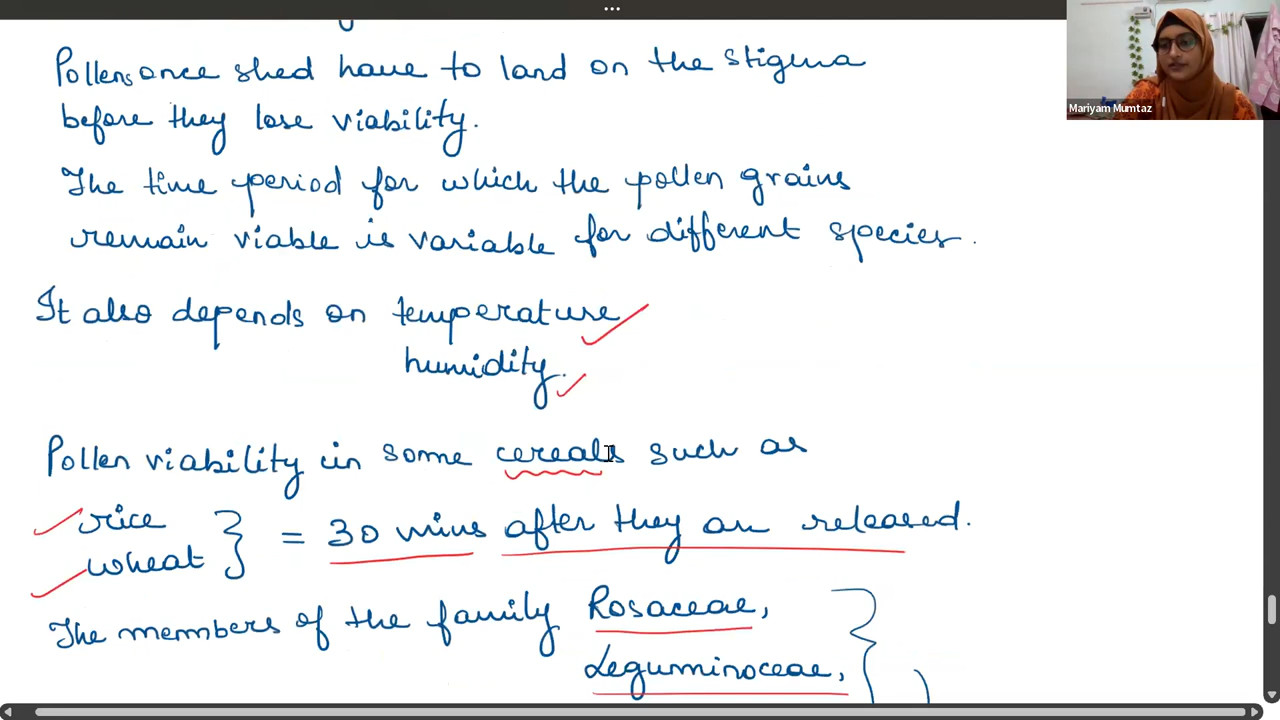 Mariyam Mumtaz
Pollens once shed have to land on the stigma
before they lose viability.
The time period for which the pollen grains
remain viable is variable for different species.
It also depends on temperature
humidity.
Pollen viability in some cereals such as
rice
wheat } = 30 mins after they are released.
The members of the family Rosaceae,
Leguminoceae,